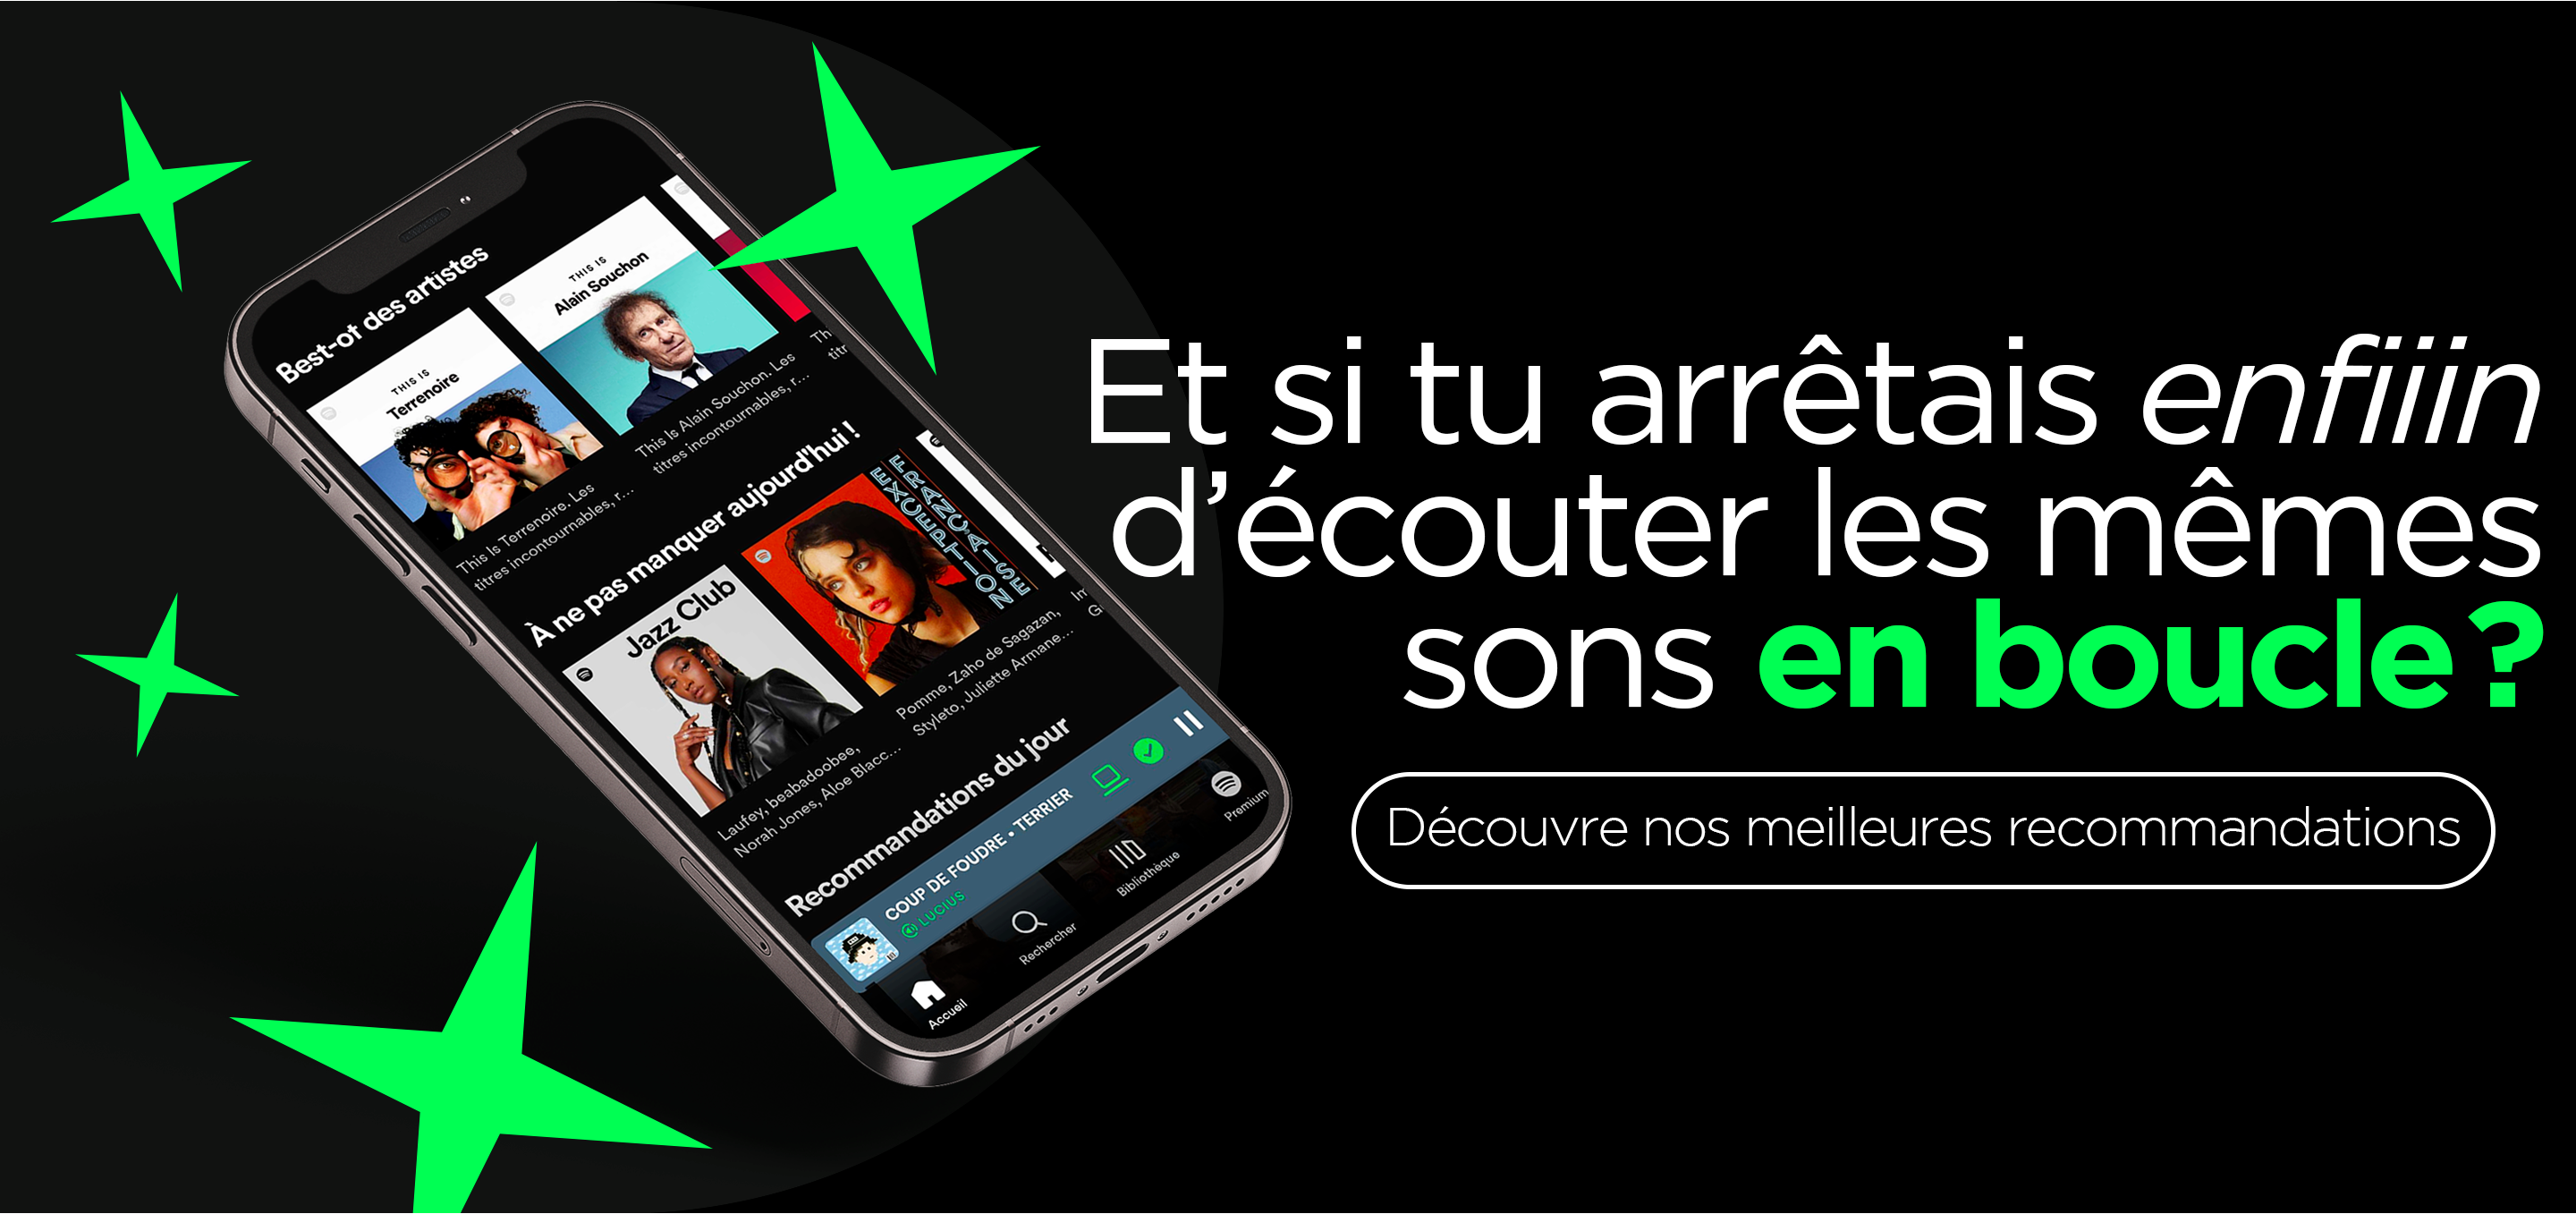 Best-of des artistes
THIS IS
Terrenoire
THIS IS
Alain Souchon
This Is Terrenoire. Les
titres incontournables, r...
This Is Alain Souchon. Les
titres incontournables, r...
Th
titr
À ne pas manquer aujourd'hui !
Jazz Club
EXCEPTION
FRANÇAISE
Laufey, beabadoobee,
Norah Jones, Aloe Blacc...
Pomme, Zaho de Sagazan,
Styleto, Juliette Armane...
Im
G
Recommandations du jour
COUP DE FOUDRE • TERRIER
LUCIUS
Accueil
Rechercher
Bibliothèque
Premium
Et si tu arrêtais enfiiin
d'écouter les mêmes
sons en boucle ?
Découvre nos meilleures recommandations